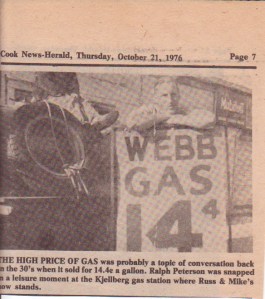 Cook News-Herald, Thursday, October 21, 1976 Page 7
WEBB
GAS
14 4
THE HIGH PRICE OF GAS was probably a topic of conversation back
in the 30's when it sold for 14.4c a gallon. Ralph Peterson was snapped
in a leisure moment at the Kjellberg gas station where Russ & Mike's
now stands.